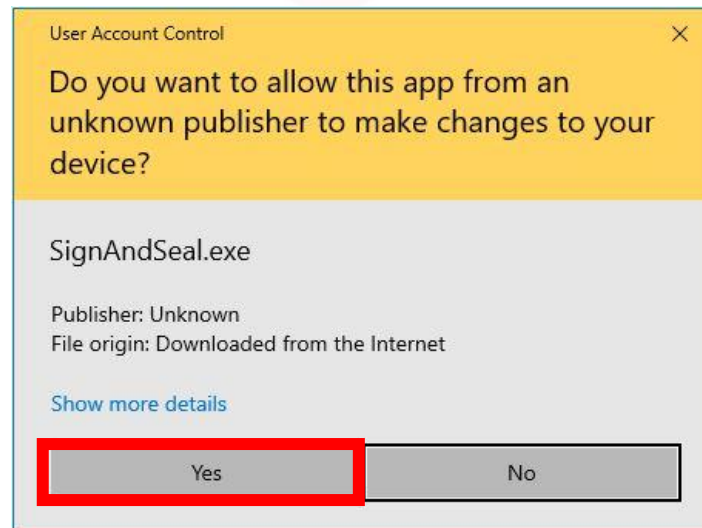 User Account Control
Do you want to allow this app from an
unknown publisher to make changes to your
device?
SignAndSeal.exe
Publisher: Unknown
File origin: Downloaded from the Internet
Show more details
Yes No